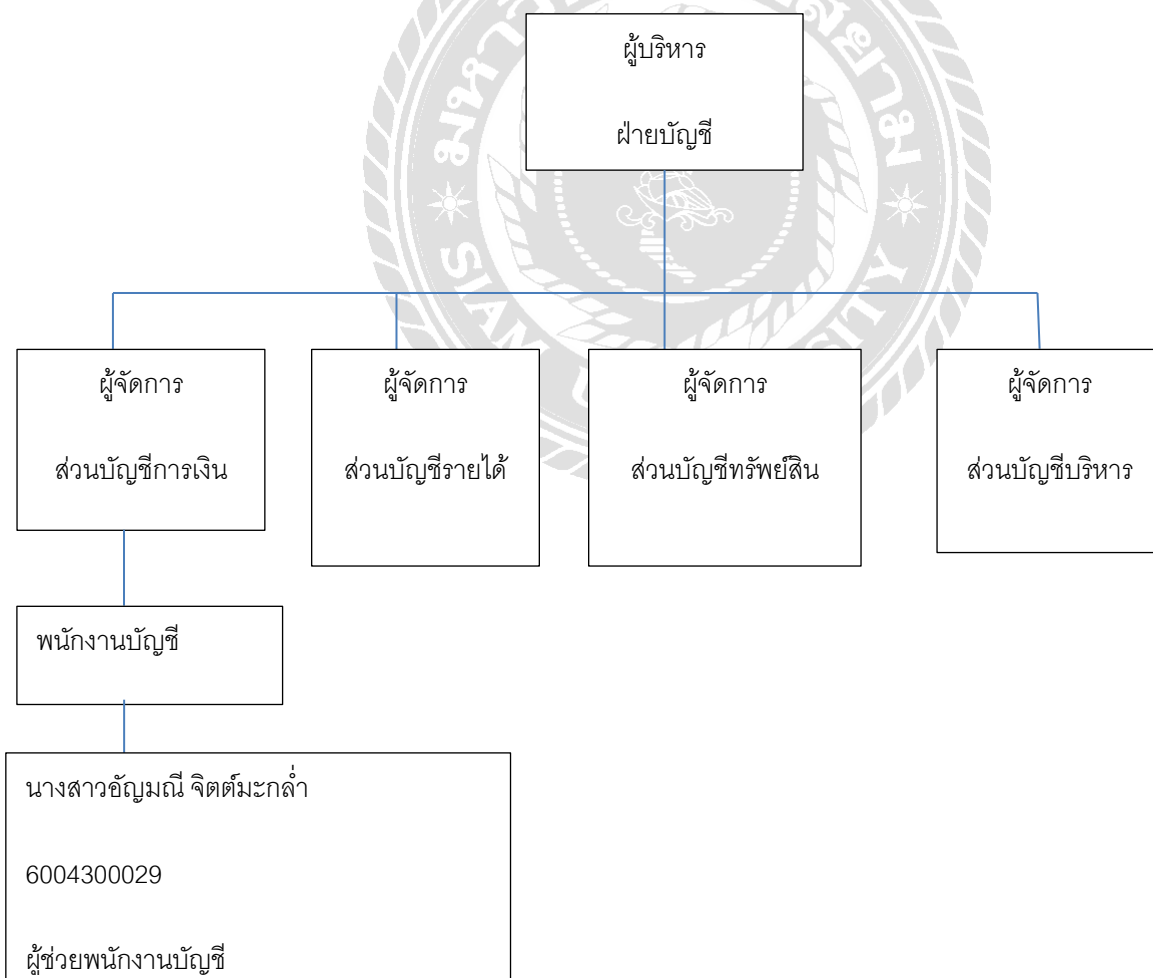 ผู้บริหาร
ฝ่ายบัญชี
ผู้จัดการ
ส่วนบัญชีการเงิน
ผู้จัดการ
ส่วนบัญชีรายได้
ผู้จัดการ
ส่วนบัญชีทรัพย์สิน
ผู้จัดการ
ส่วนบัญชีบริหาร
พนักงานบัญชี
นางสาวอัญมณี จิตต์มะกล่ำ
6004300029
ผู้ช่วยพนักงานบัญชี